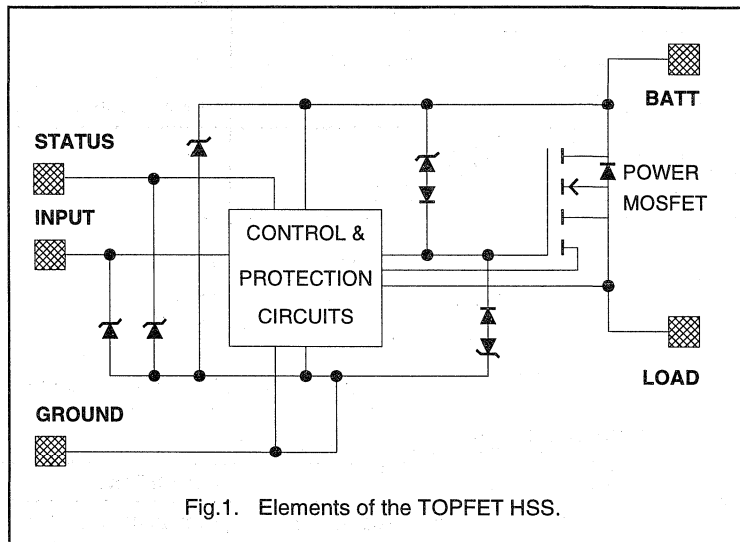 BATT
STATUS
POWER
MOSFET
INPUT
CONTROL &
PROTECTION
CIRCUITS
LOAD
GROUND
Fig.1. Elements of the TOPFET HSS.